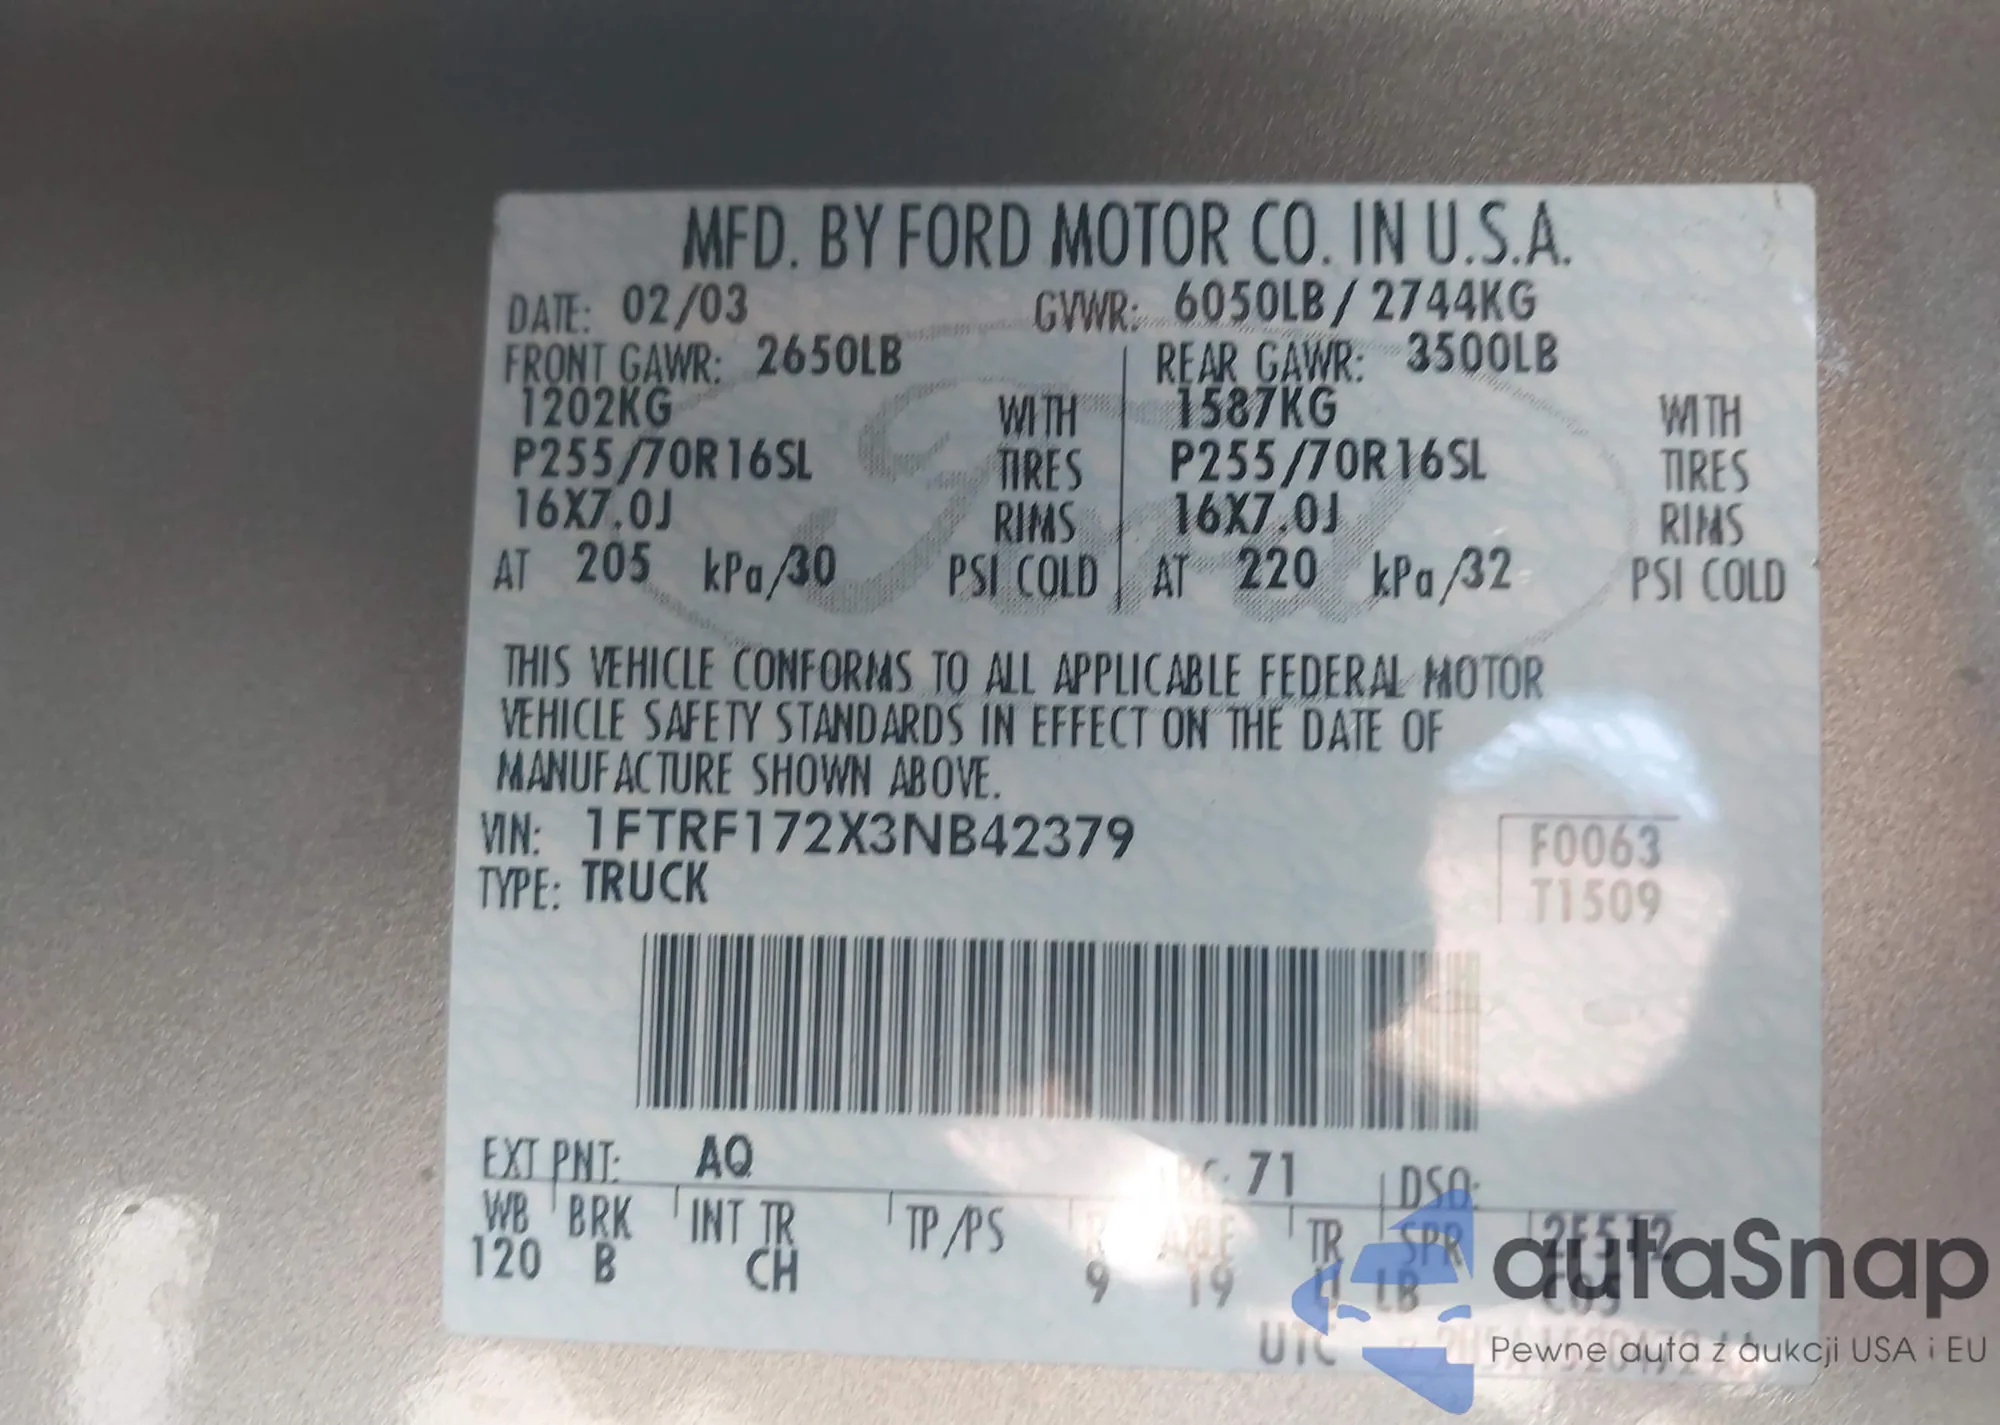 MFD. BY FORD MOTOR CO. IN U.S.A.
DATE: 02/03 GVWR: 6050LB/ 2744KG
FRONT GAWR: 2650LB REAR GAWR: 3500LB
1202KG WITH 1587KG WITH
P255/70R16SL TIRES P255/70R16SL TIRES
16X7.0J RIMS 16X7.0J RIMS
AT 205 kPa/30 PSI COLD AT 220 kPa/32 PSI COLD
THIS VEHICLE CONFORMS TO ALL APPLICABLE FEDERAL MOTOR
VEHICLE SAFETY STANDARDS IN EFFECT ON THE DATE OF
MANUFACTURE SHOWN ABOVE.
VIN: 1FTRF172X3NB42379
TYPE: TRUCK
F0063
T1509
EXT PNT: AQ 71 DSO:
WB BRK INT TR TP/PS R AXLE TR SPR
120 B CH 9 19 LB
UTC
autaSnap
Pewne auta z aukcji USA i EU